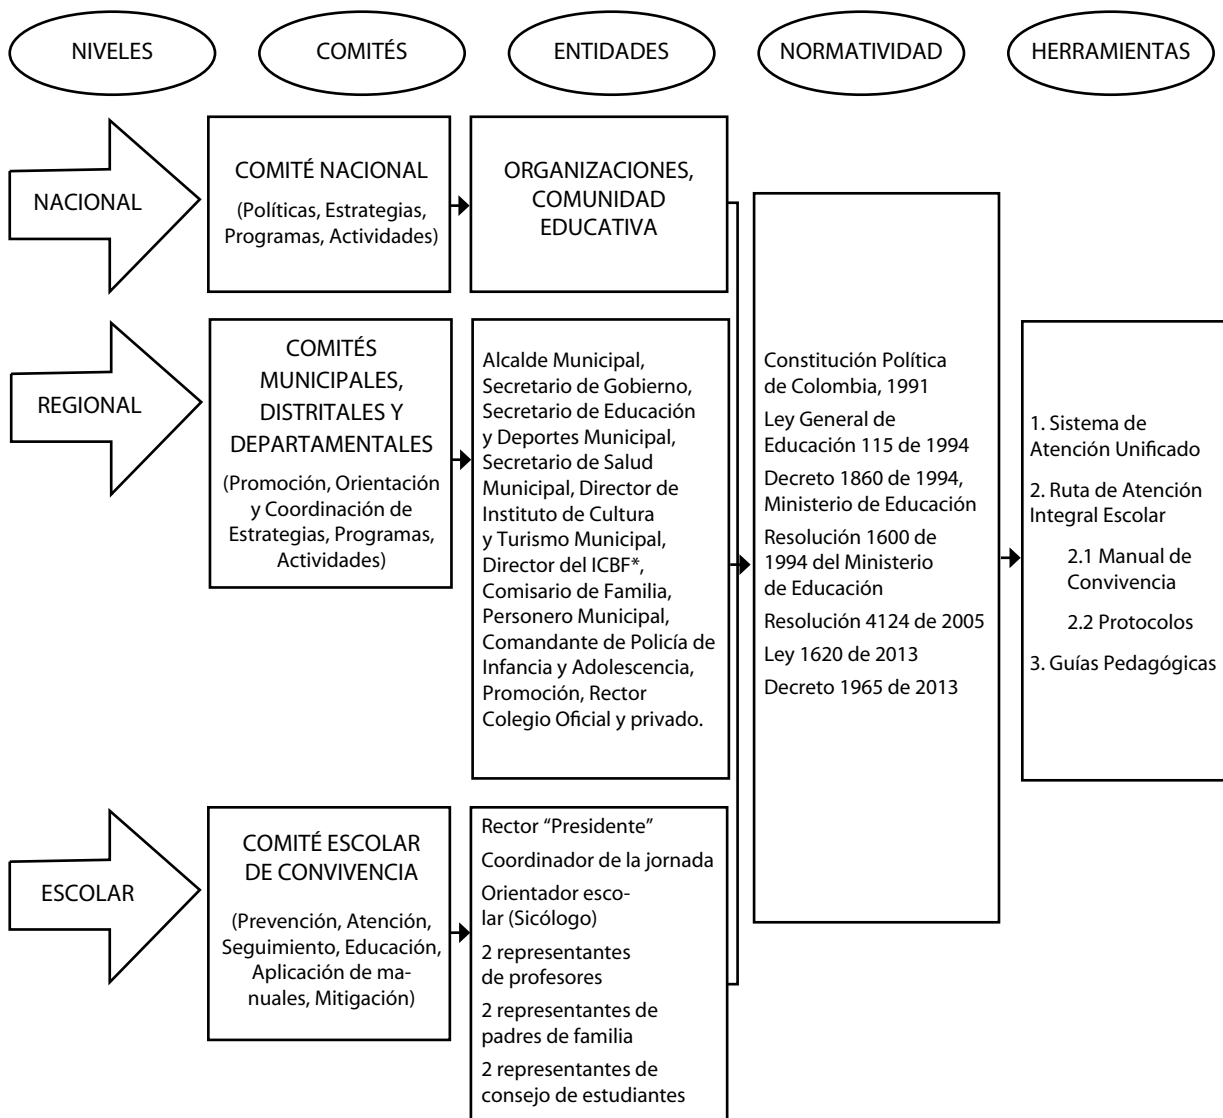 NIVELES
COMITÉS
ENTIDADES
NORMATIVIDAD
HERRAMIENTAS
NACIONAL
COMITÉ NACIONAL
(Políticas, Estrategias,
Programas, Actividades)
ORGANIZACIONES,
COMUNIDAD
EDUCATIVA
REGIONAL
COMITÉS
MUNICIPALES,
DISTRITALES Y
DEPARTAMENTALES
(Promoción, Orientación
y Coordinación de
Estrategias, Programas,
Actividades)
Alcalde Municipal,
Secretario de Gobierno,
Secretario de Educación
y Deportes Municipal,
Secretario de Salud
Municipal, Director de
Instituto de Cultura
y Turismo Municipal,
Director del ICBF*,
Comisario de Familia,
Personero Municipal,
Comandante de Policía de
Infancia y Adolescencia,
Promoción, Rector
Colegio Oficial y privado.
ESCOLAR
COMITÉ ESCOLAR
DE CONVIVENCIA
(Prevención, Atención,
Seguimiento, Educación,
Aplicación de ma-
nuales, Mitigación)
Rector “Presidente”
Coordinador de la jornada
Orientador esco-
lar (Sicólogo)
2 representantes
de profesores
2 representantes de
padres de familia
2 representantes de
consejo de estudiantes
Constitución Política
de Colombia, 1991
Ley General de
Educación 115 de 1994
Decreto 1860 de 1994,
Ministerio de Educación
Resolución 1600 de
1994 del Ministerio
de Educación
Resolución 4124 de 2005
Ley 1620 de 2013
Decreto 1965 de 2013
1. Sistema de
Atención Unificado
2. Ruta de Atención
Integral Escolar
2.1 Manual de
Convivencia
2.2 Protocolos
3. Guías Pedagógicas